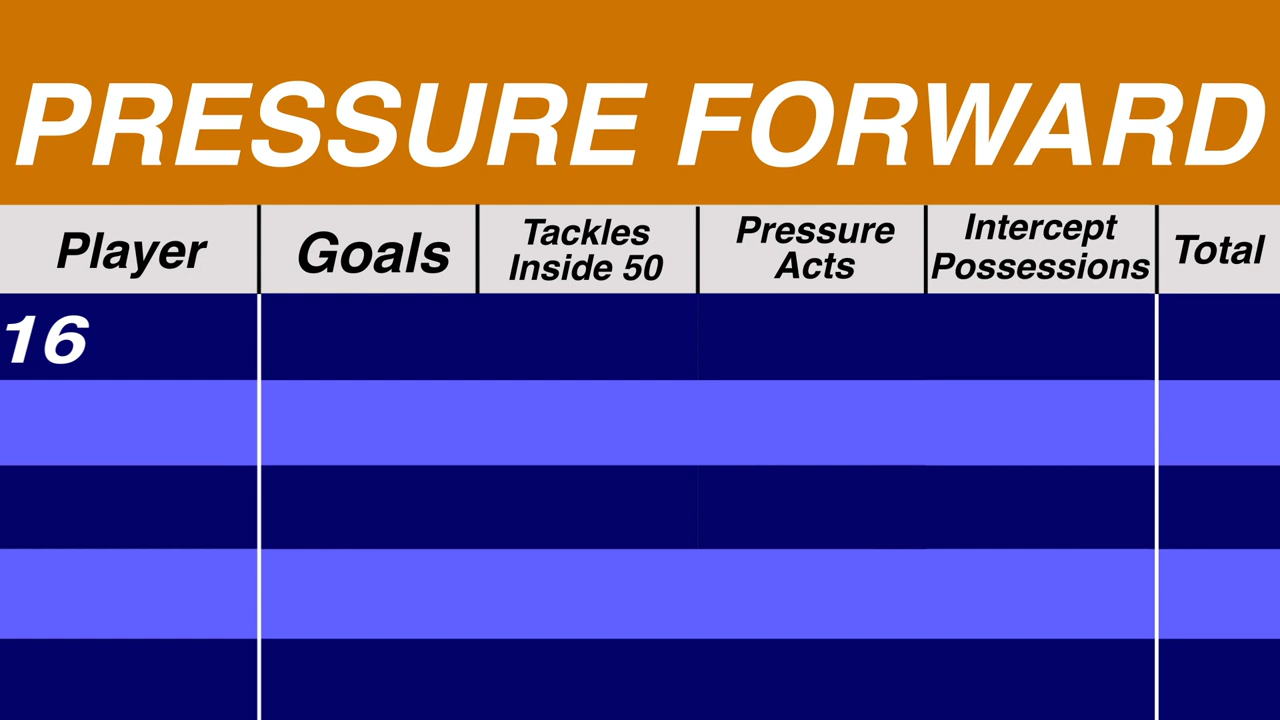 PRESSURE FORWARD
Player
Goals
Tackles
Inside 50
Pressure
Acts
Intercept
Possessions
Total
16